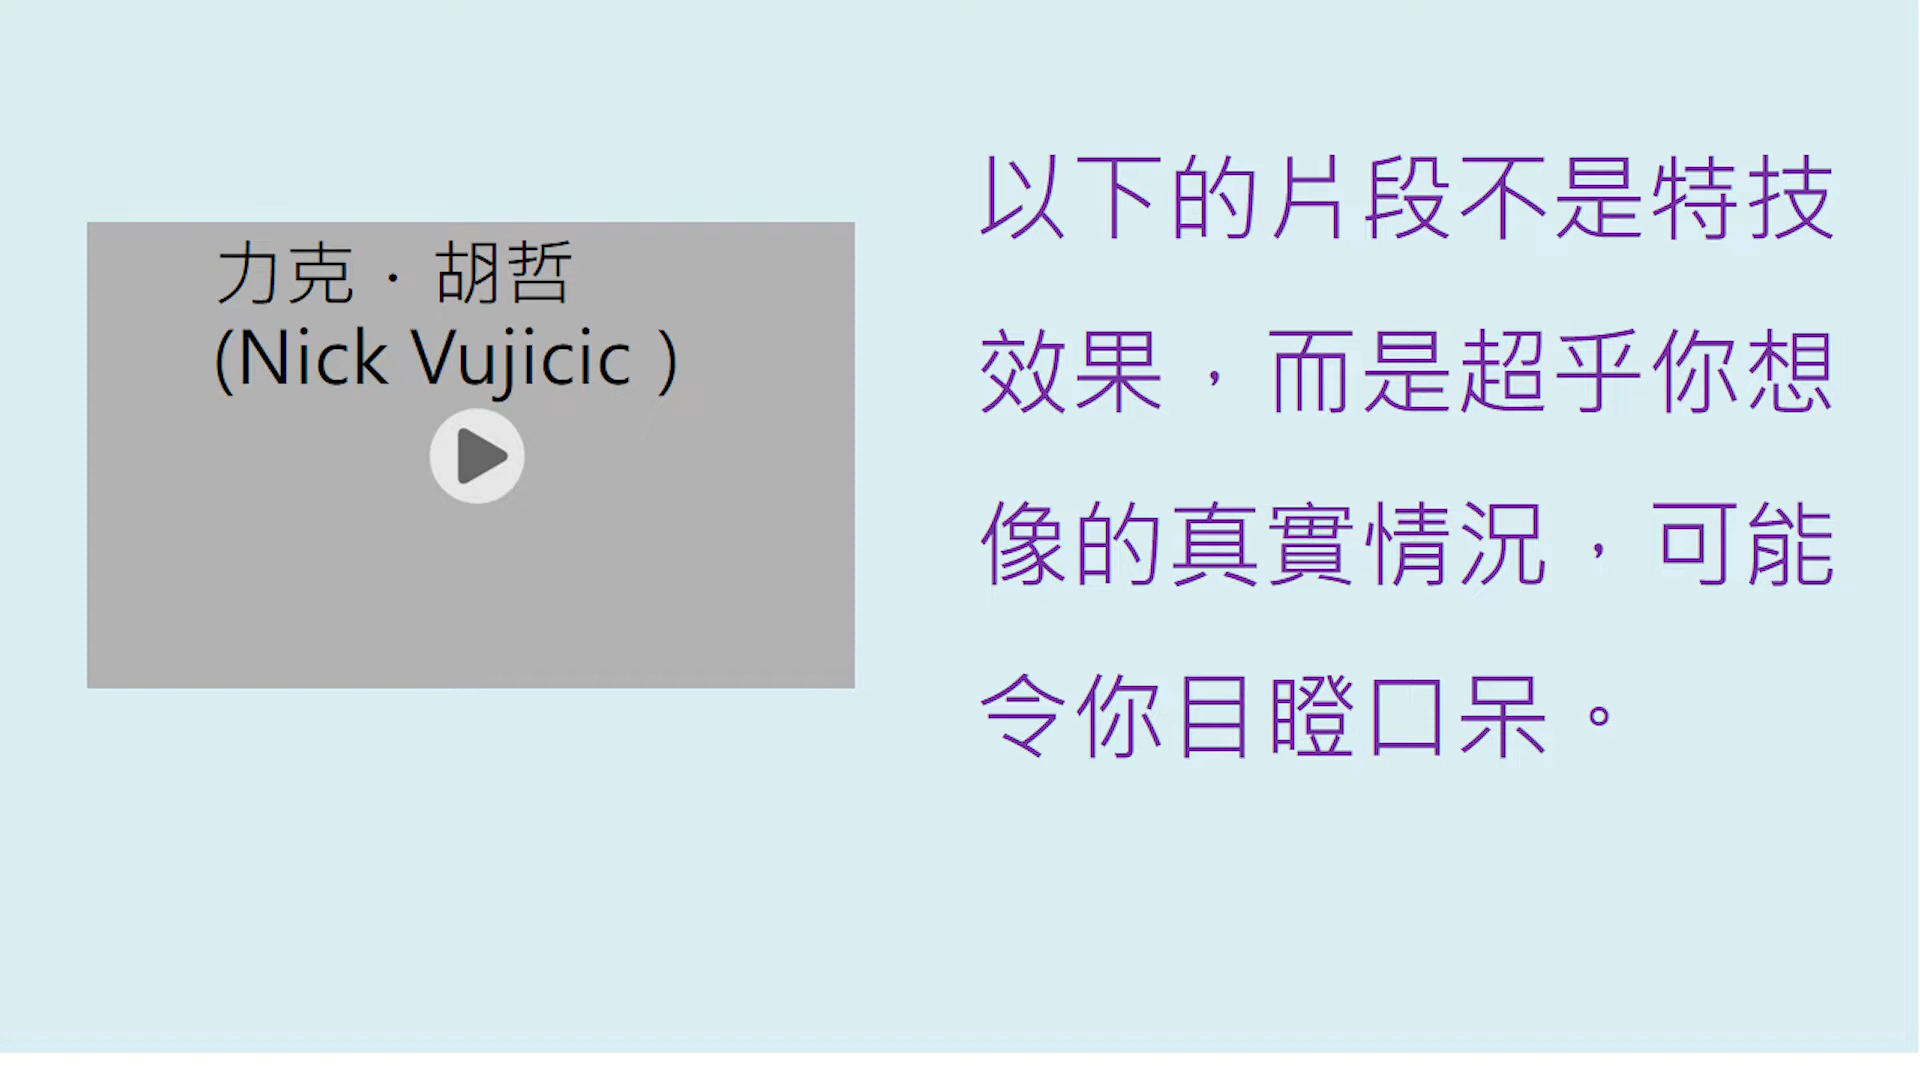 力克．胡哲
(Nick Vujicic )
以下的片段不是特技
效果，而是超乎你想
像的真實情況，可能
令你目瞪口呆。